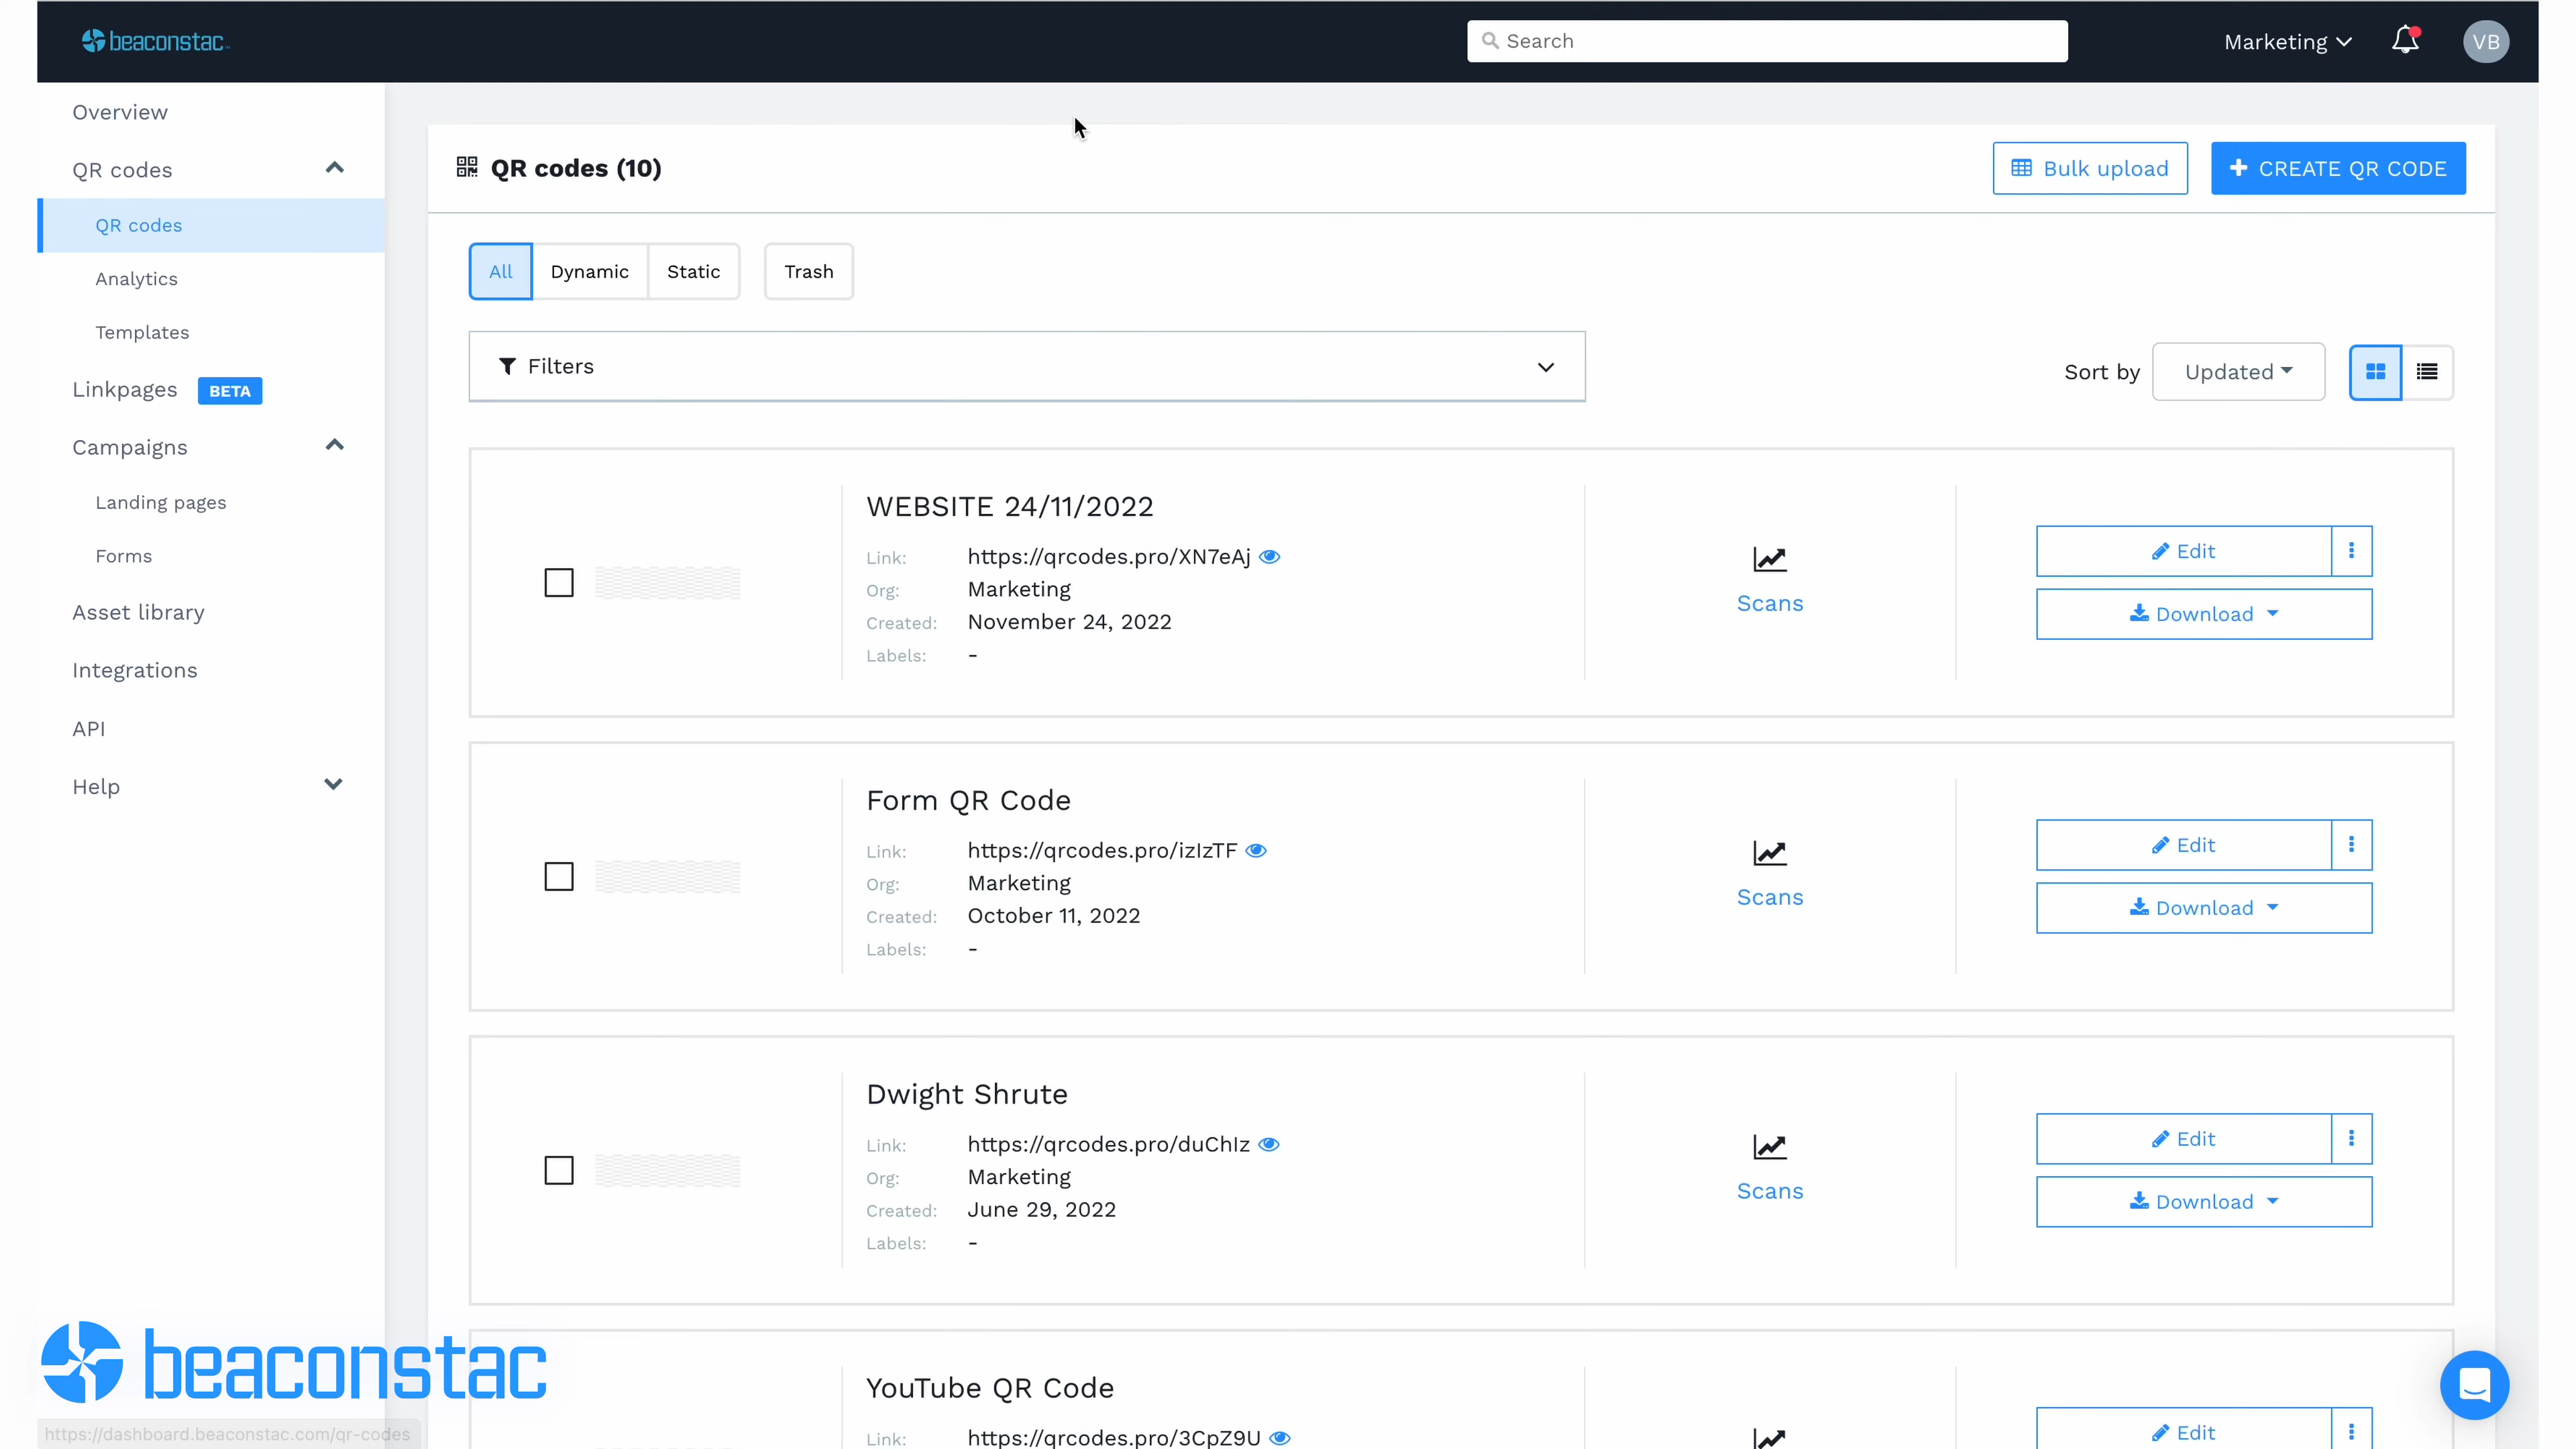 beaconstac
Search
Marketing
VB
Overview
QR codes
QR codes
Analytics
Templates
Linkpages BETA
Campaigns
Landing pages
Forms
Asset library
Integrations
API
Help
QR codes (10)
Bulk upload
+ CREATE QR CODE
All Dynamic Static Trash
Filters
Sort by Updated
WEBSITE 24/11/2022
Link: https://qrcodes.pro/XN7eAj
Org: Marketing
Created: November 24, 2022
Labels: -
Scans
Edit
Download
Form QR Code
Link: https://qrcodes.pro/izIzTF
Org: Marketing
Created: October 11, 2022
Labels: -
Scans
Edit
Download
Dwight Shrute
Link: https://qrcodes.pro/duChIz
Org: Marketing
Created: June 29, 2022
Labels: -
Scans
Edit
Download
YouTube QR Code
Link: https://qrcodes.pro/3CpZ9U
Edit
beaconstac
https://dashboard.beaconstac.com/qr-codes